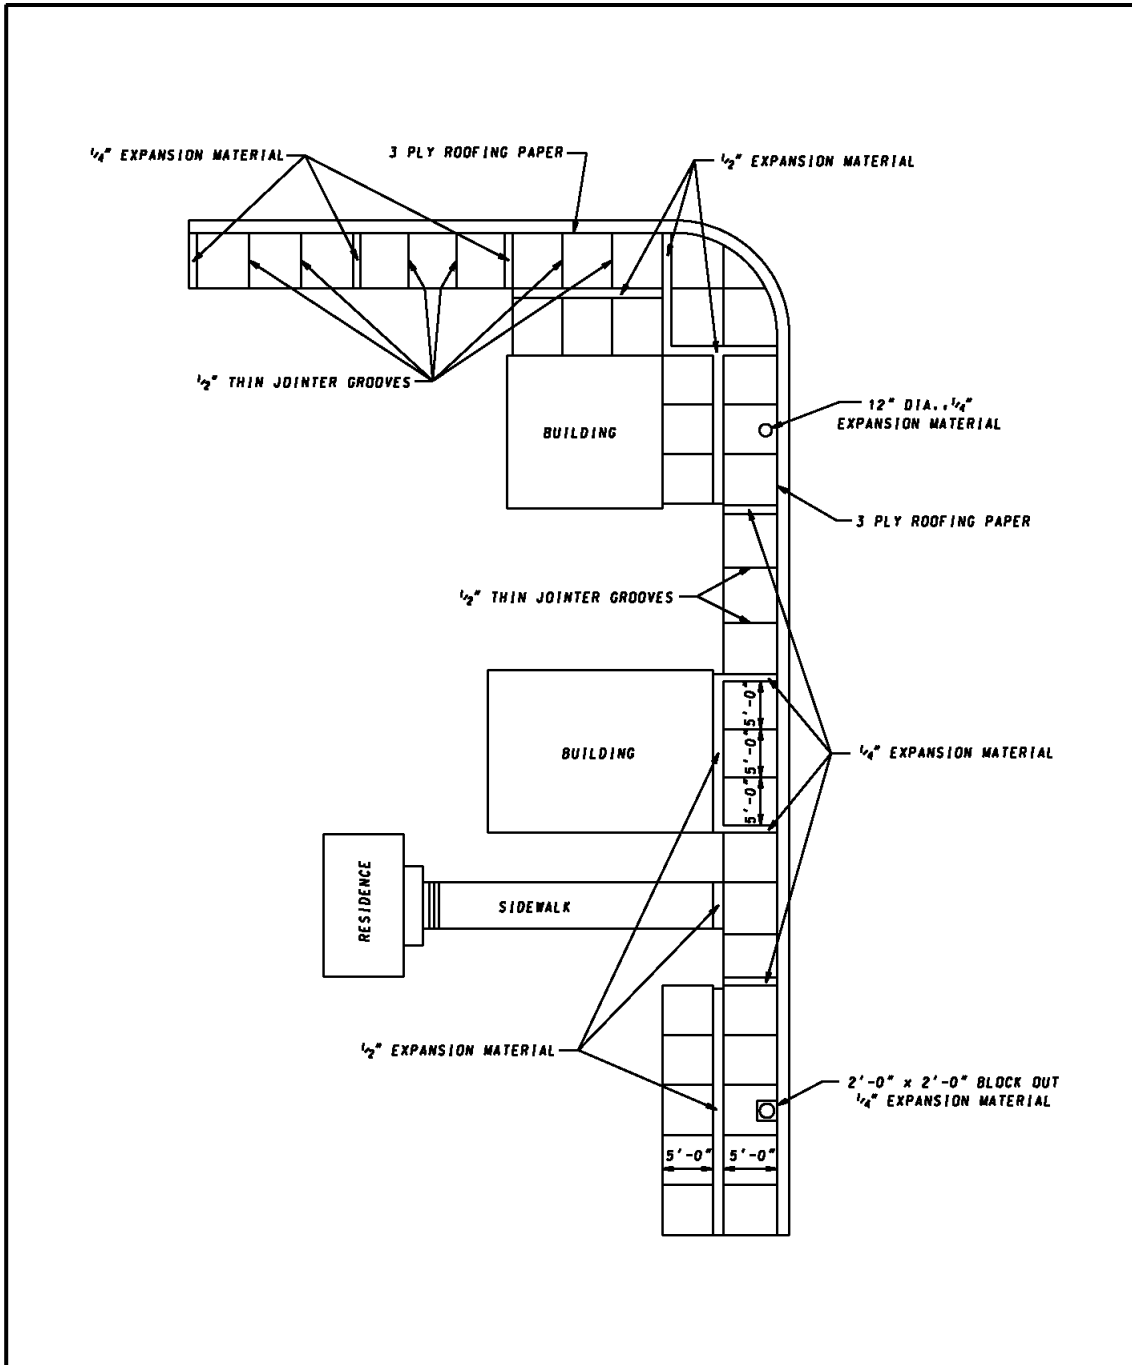 1/4" EXPANSION MATERIAL
3 PLY ROOFING PAPER
1/2" EXPANSION MATERIAL
1/2" THIN JOINTER GROOVES
12" DIA., 1/4"
EXPANSION MATERIAL
BUILDING
3 PLY ROOFING PAPER
1/2" THIN JOINTER GROOVES
5'-0"
5'-0"
5'-0"
BUILDING
1/4" EXPANSION MATERIAL
RESIDENCE
SIDEWALK
1/2" EXPANSION MATERIAL
2'-0" x 2'-0" BLOCK OUT
1/4" EXPANSION MATERIAL
5'-0"
5'-0"